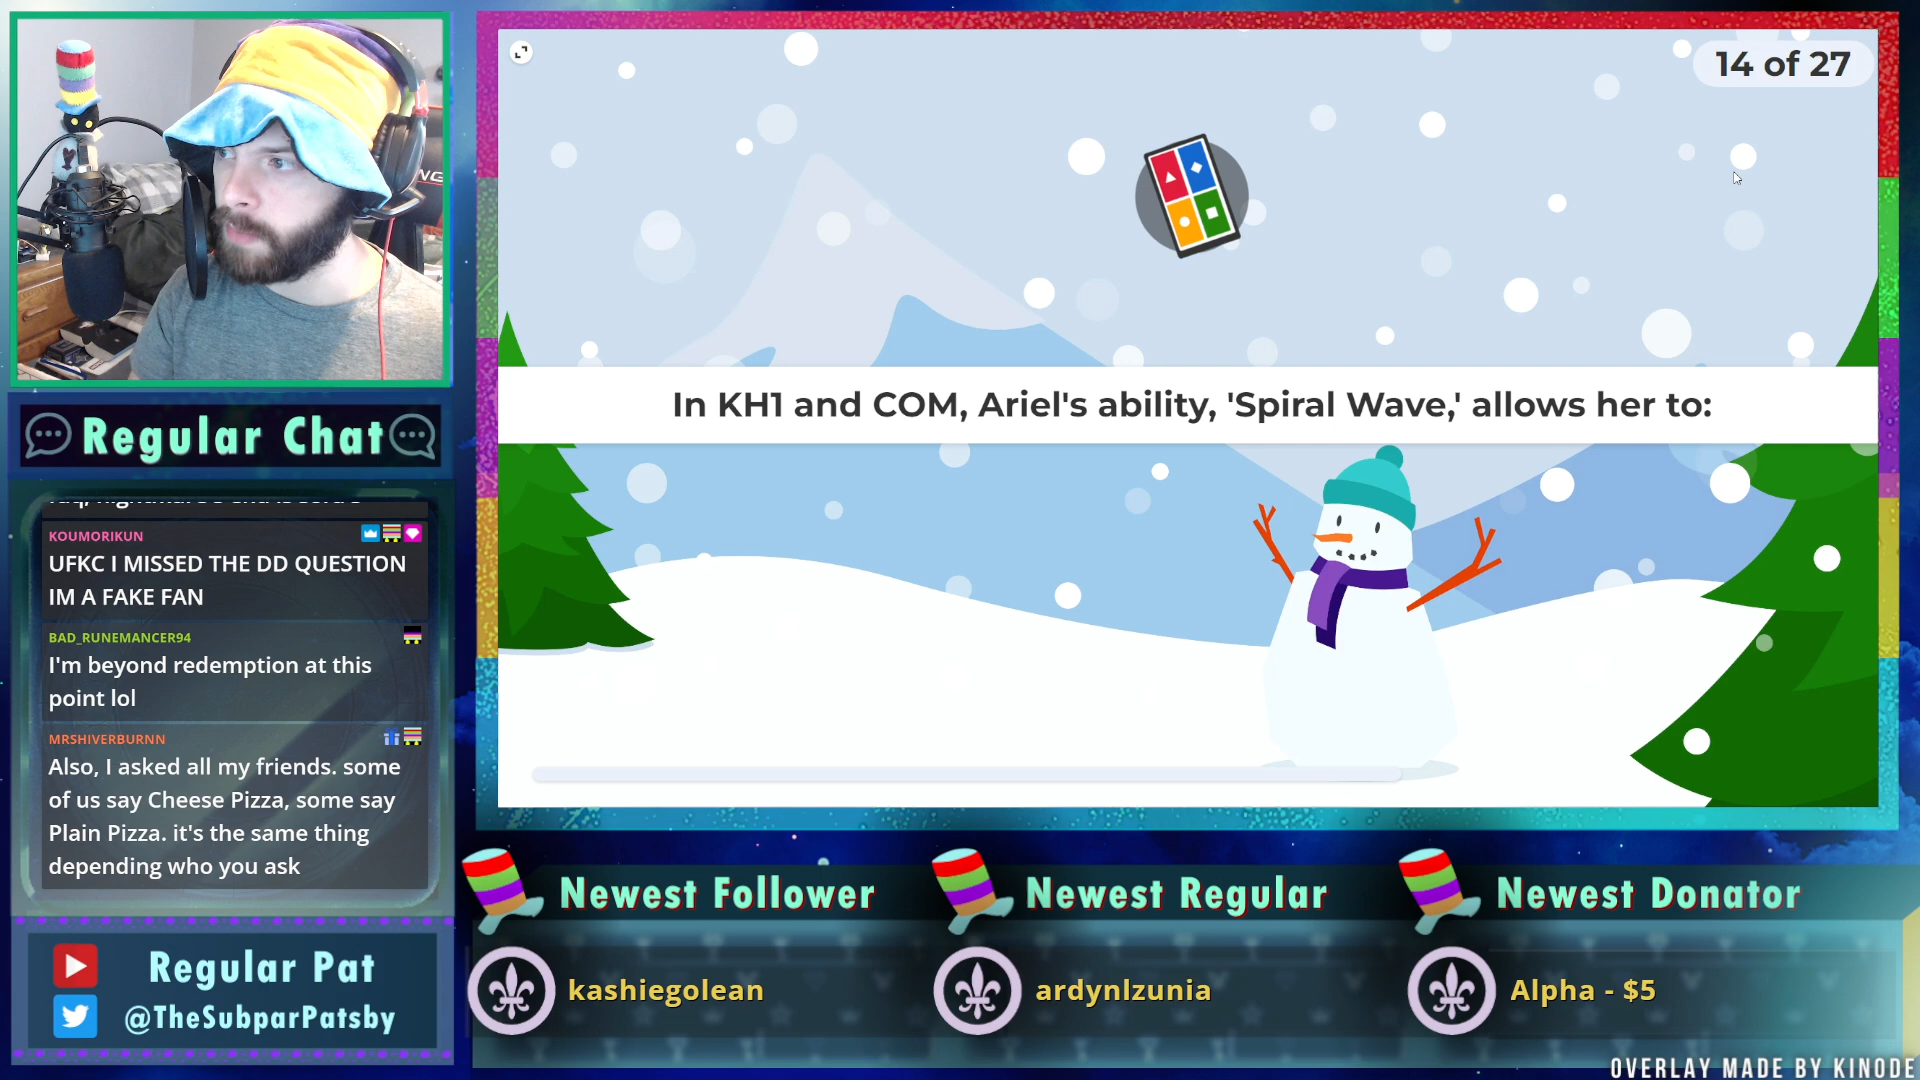 14 of 27
In KH1 and COM, Ariel's ability, 'Spiral Wave,' allows her to:
Regular Chat
KOUMORIKUN
UFKC I MISSED THE DD QUESTION
IM A FAKE FAN
BAD_RUNEMANCER94
I'm beyond redemption at this
point lol
MRSHIVERBURNN
Also, I asked all my friends. some
of us say Cheese Pizza, some say
Plain Pizza. it's the same thing
depending who you ask
Regular Pat
@TheSubparPatsby
Newest Follower
kashiegolean
Newest Regular
ardynlzunia
Newest Donator
Alpha - $5
OVERLAY MADE BY KINODE